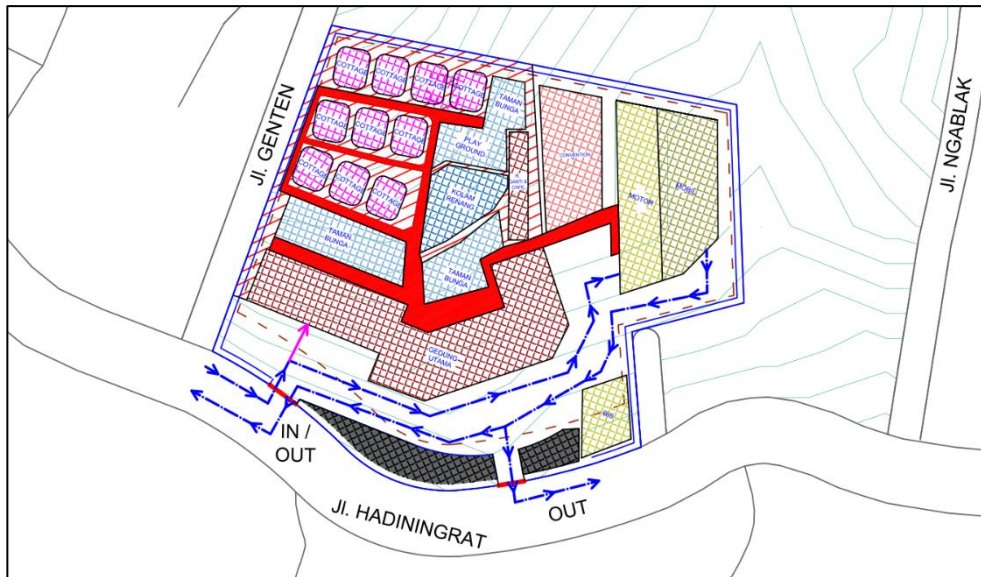 Jl. GENTEN
Jl. NGABLAK
COTTAGE
COTTAGE
COTTAGE
COTTAGE
TAMAN
BUNGA
COTTAGE
COTTAGE
COTTAGE
PLAY
GROUND
CONVENTION
COTTAGE
COTTAGE
COTTAGE
KOLAM
RENANG
CAFE
MOTOR
MOBIL
TAMAN
BUNGA
TAMAN
BUNGA
GEDUNG
UTAMA
BIS
IN /
OUT
OUT
Jl. HADININGRAT